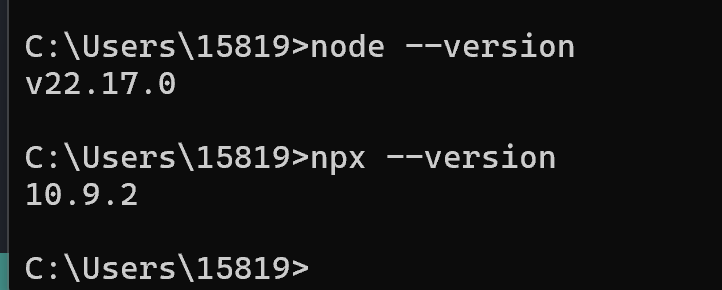 C:\Users\15819>node --version
v22.17.0
C:\Users\15819>npx --version
10.9.2
C:\Users\15819>